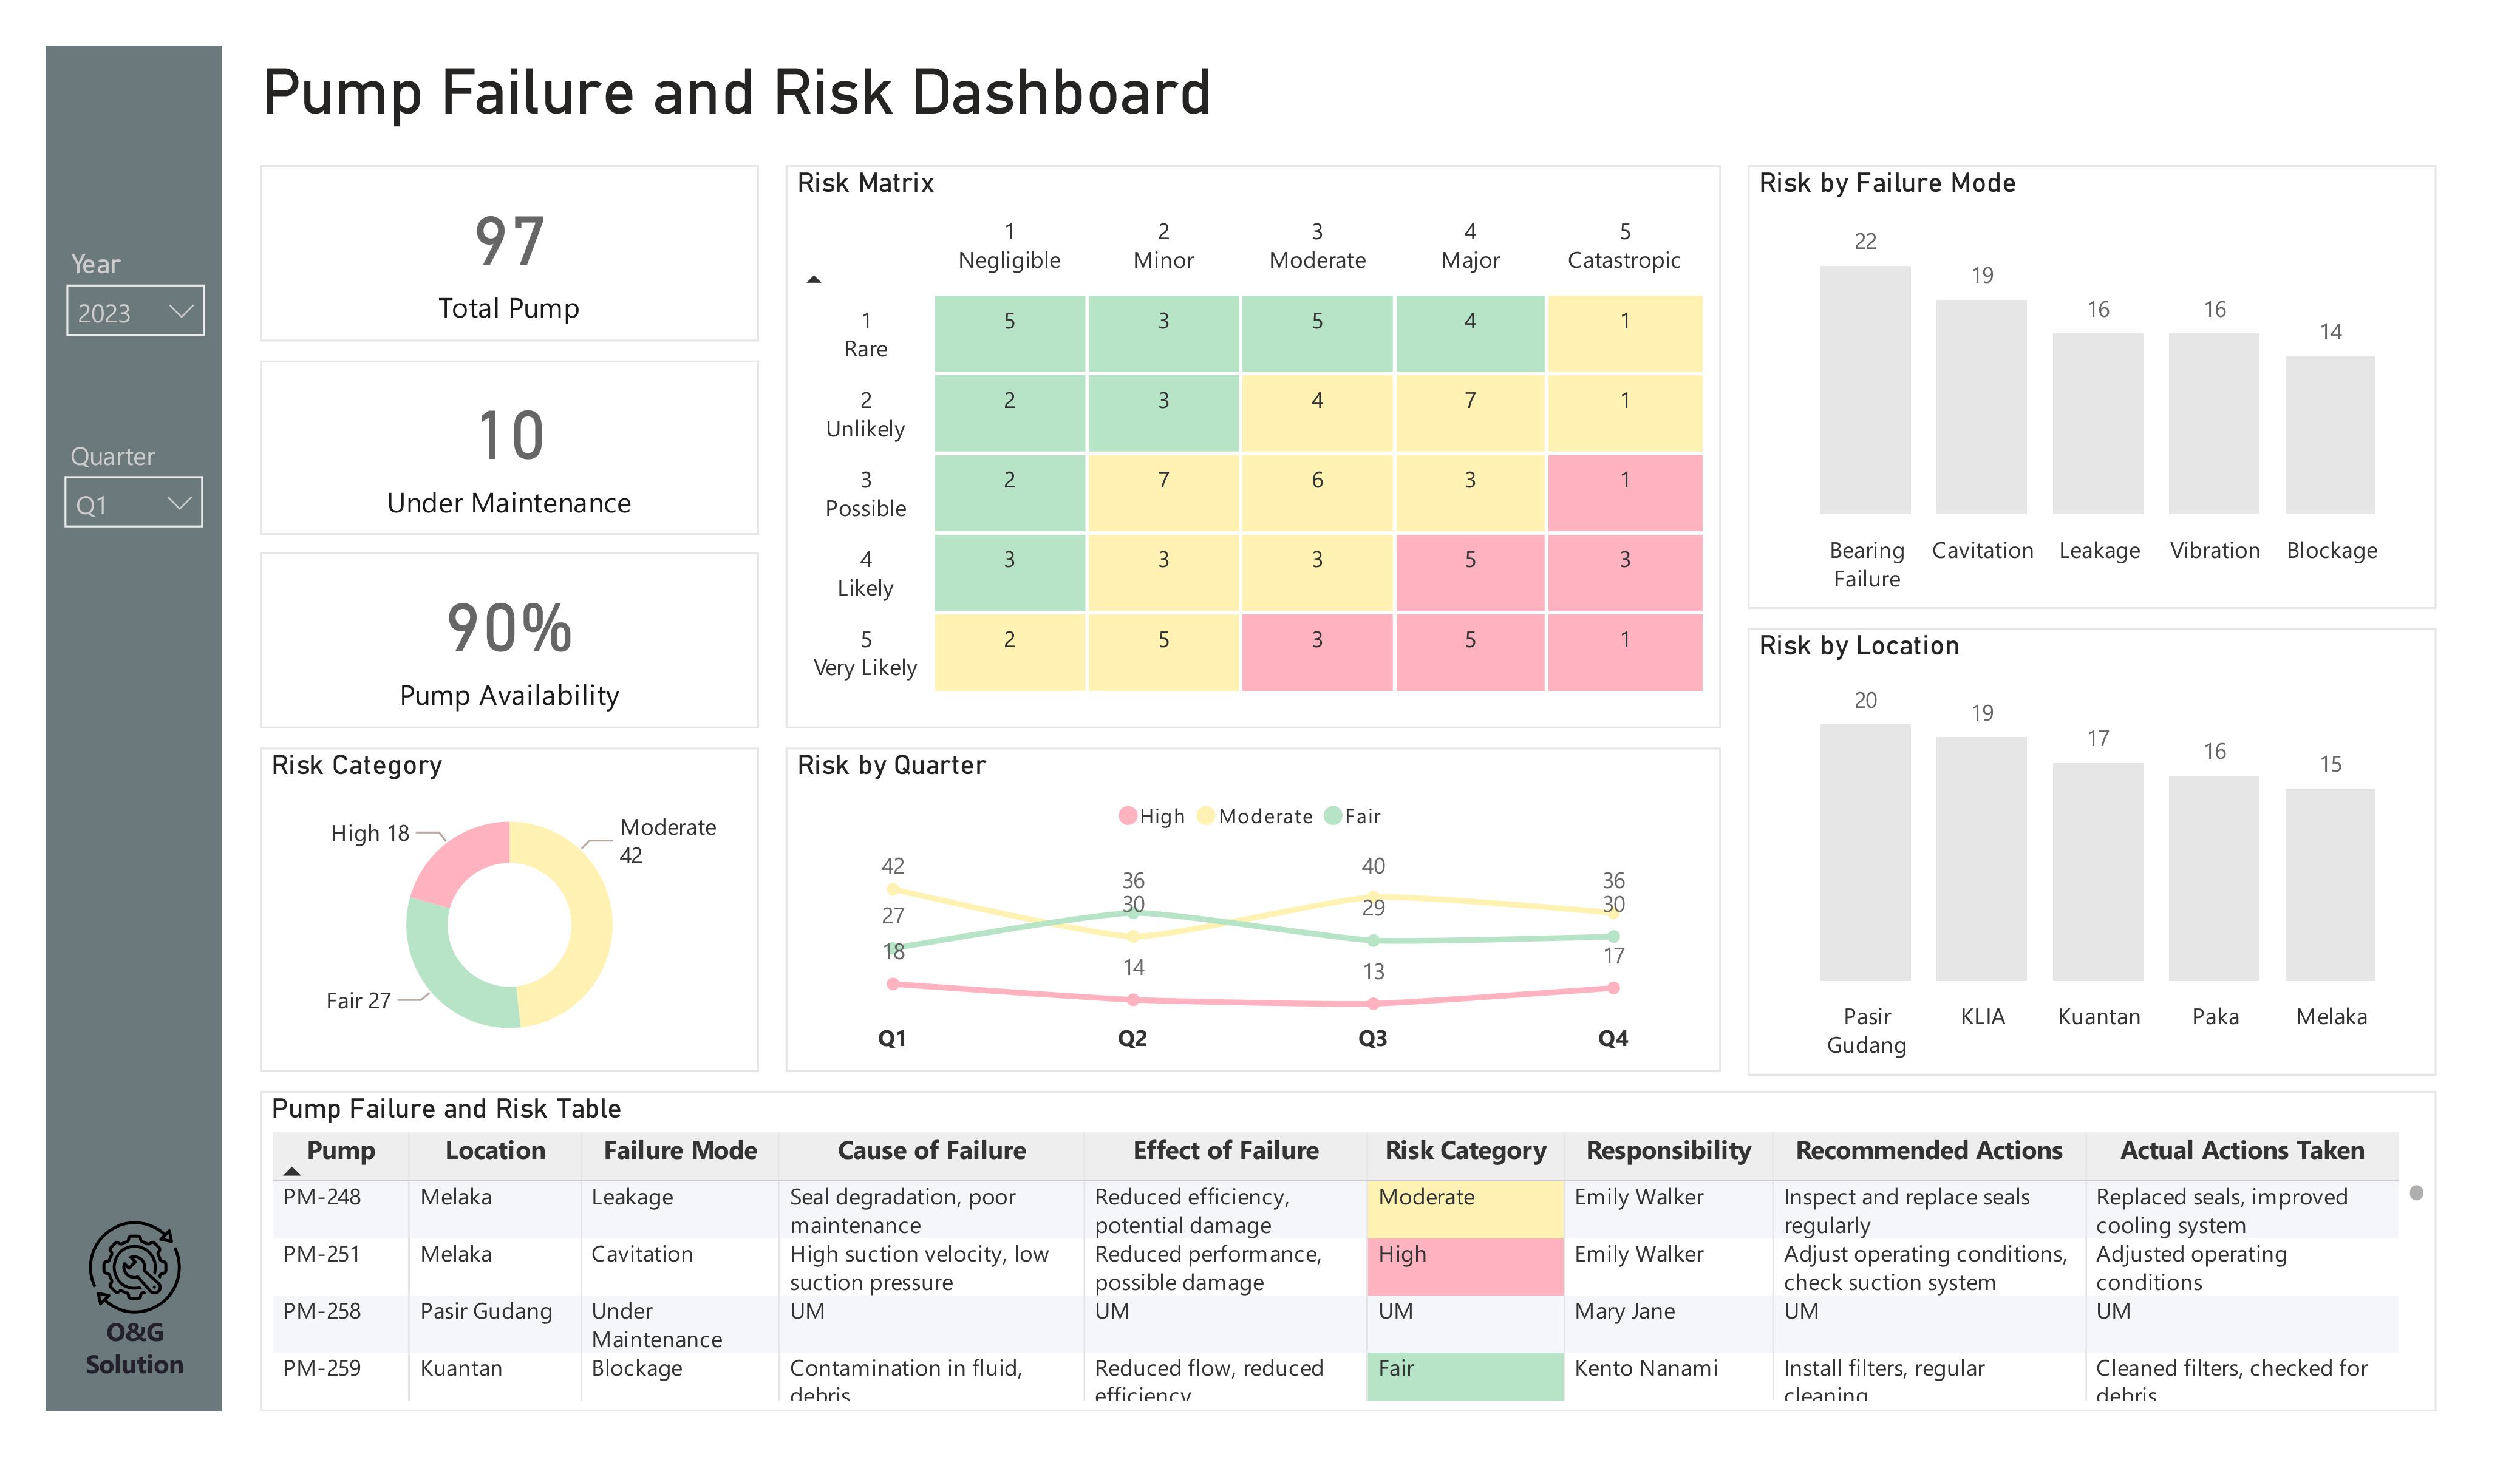 Pump Failure and Risk Dashboard
Year
2023
Quarter
Q1
O&G
Solution
97
Total Pump
10
Under Maintenance
90%
Pump Availability
Risk Matrix
1 2 3 4 5
Negligible Minor Moderate Major Catastropic
1 5 3 5 4 1
Rare
2 2 3 4 7 1
Unlikely
3 2 7 6 3 1
Possible
4 3 3 3 5 3
Likely
5 2 5 3 5 1
Very Likely
Risk by Failure Mode
22
19
16
16
14
Bearing Cavitation Leakage Vibration Blockage
Failure
Risk by Location
20
19
17
16
15
Pasir KLIA Kuantan Paka Melaka
Gudang
Risk Category
High 18
Moderate
42
Fair 27
Risk by Quarter
High Moderate Fair
42 36 40 36
27 30 29 30
18 14 13 17
Q1 Q2 Q3 Q4
Pump Failure and Risk Table
Pump Location Failure Mode Cause of Failure Effect of Failure Risk Category Responsibility Recommended Actions Actual Actions Taken
PM-248 Melaka Leakage Seal degradation, poor Reduced efficiency, Moderate Emily Walker Inspect and replace seals Replaced seals, improved
maintenance potential damage regularly cooling system
PM-251 Melaka Cavitation High suction velocity, low Reduced performance, High Emily Walker Adjust operating conditions, Adjusted operating
suction pressure possible damage check suction system conditions
PM-258 Pasir Gudang Under UM UM UM Mary Jane UM UM
Maintenance
PM-259 Kuantan Blockage Contamination in fluid, Reduced flow, reduced Fair Kento Nanami Install filters, regular Cleaned filters, checked for
debris efficiency cleaning debris